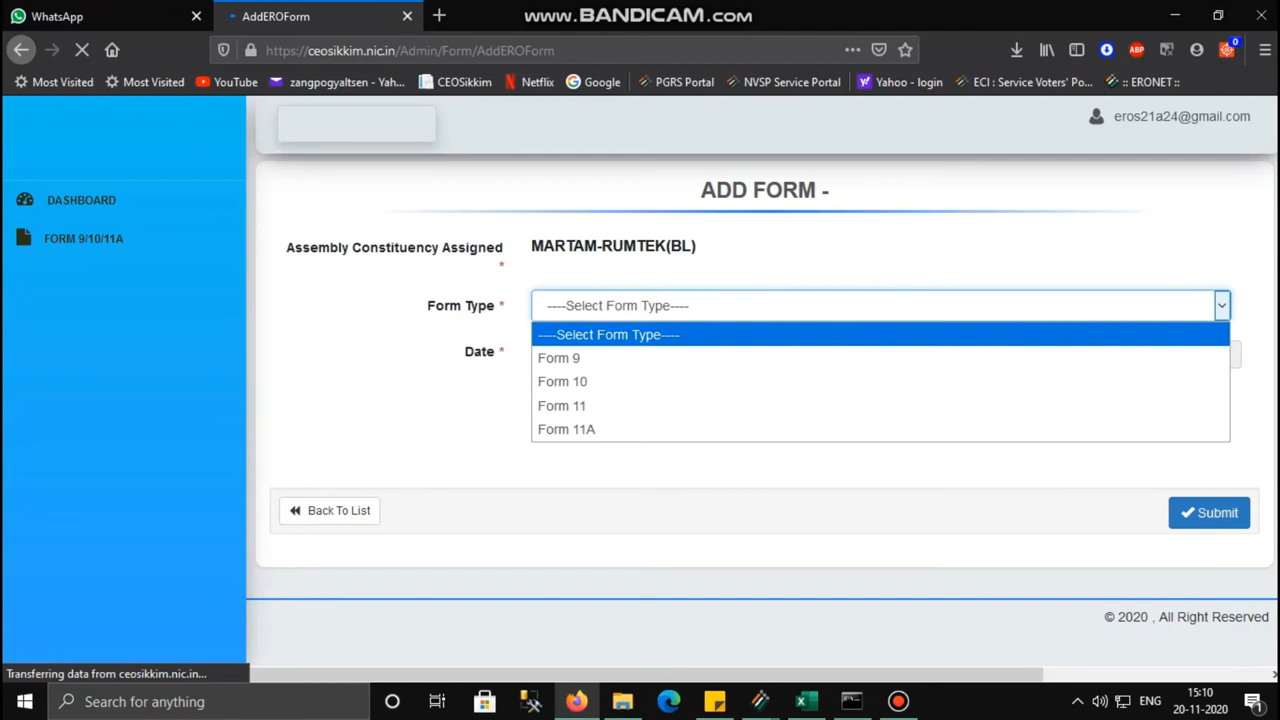 WhatsApp
AddEROForm
www.BANDICAM.com
https://ceosikkim.nic.in/Admin/Form/AddEROForm
ABP
0
Most Visited
Most Visited
YouTube
zangpogyaltsen - Yah...
CEOSikkim
Netflix
Google
PGRS Portal
NVSP Service Portal
Yahoo - login
ECI : Service Voters' Po...
:: ERONET ::
eros21a24@gmail.com
DASHBOARD
FORM 9/10/11A
ADD FORM -
Assembly Constituency Assigned *
MARTAM-RUMTEK(BL)
Form Type *
----Select Form Type----
----Select Form Type----
Form 9
Form 10
Form 11
Form 11A
Date *
Back To List
Submit
© 2020 , All Right Reserved
Transferring data from ceosikkim.nic.in...
Search for anything
ENG
15:10
20-11-2020
1